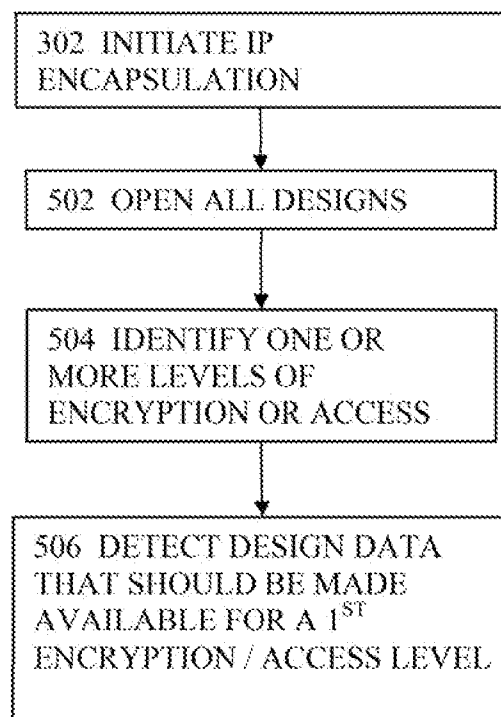 302 INITIATE IP
ENCAPSULATION
502 OPEN ALL DESIGNS
504 IDENTIFY ONE OR
MORE LEVELS OF
ENCRYPTION OR ACCESS
506 DETECT DESIGN DATA
THAT SHOULD BE MADE
AVAILABLE FOR A 1ST
ENCRYPTION / ACCESS LEVEL